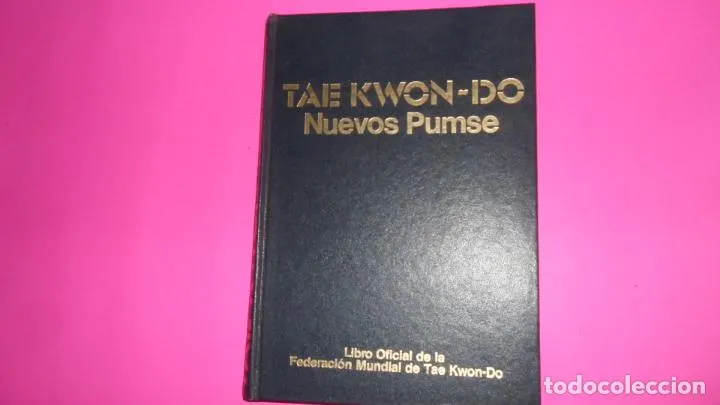 TAE KWON-DO
Nuevos Pumse
Libro Oficial de la
Federación Mundial de Tae Kwon-Do
todocoleccion